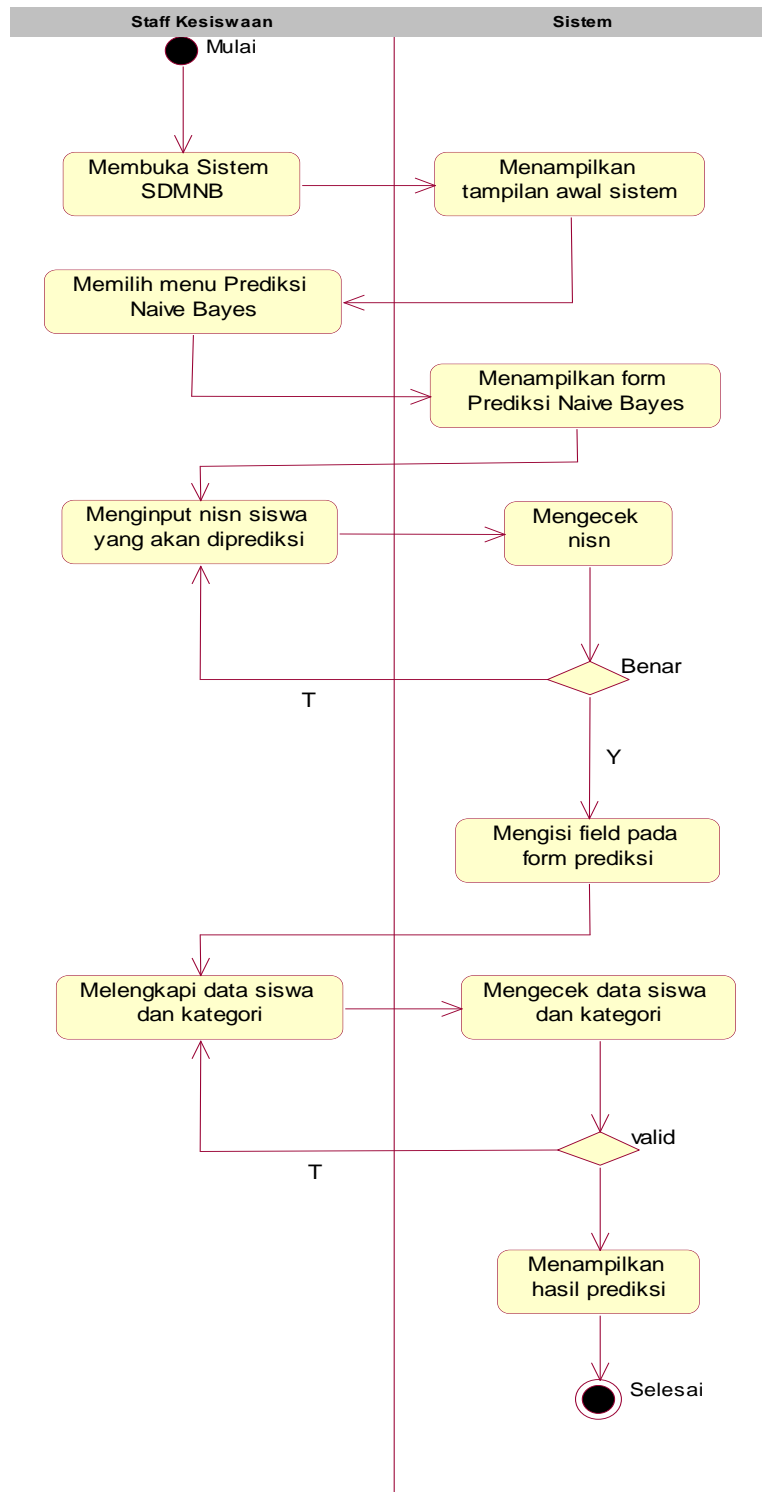 Staff Kesiswaan
Sistem
Mulai
Membuka Sistem
SDMNB
Menampilkan
tampilan awal sistem
Memilih menu Prediksi
Naive Bayes
Menampilkan form
Prediksi Naive Bayes
Menginput nisn siswa
yang akan diprediksi
Mengecek
nisn
Benar
T
Y
Mengisi field pada
form prediksi
Melengkapi data siswa
dan kategori
Mengecek data siswa
dan kategori
valid
T
Menampilkan
hasil prediksi
Selesai